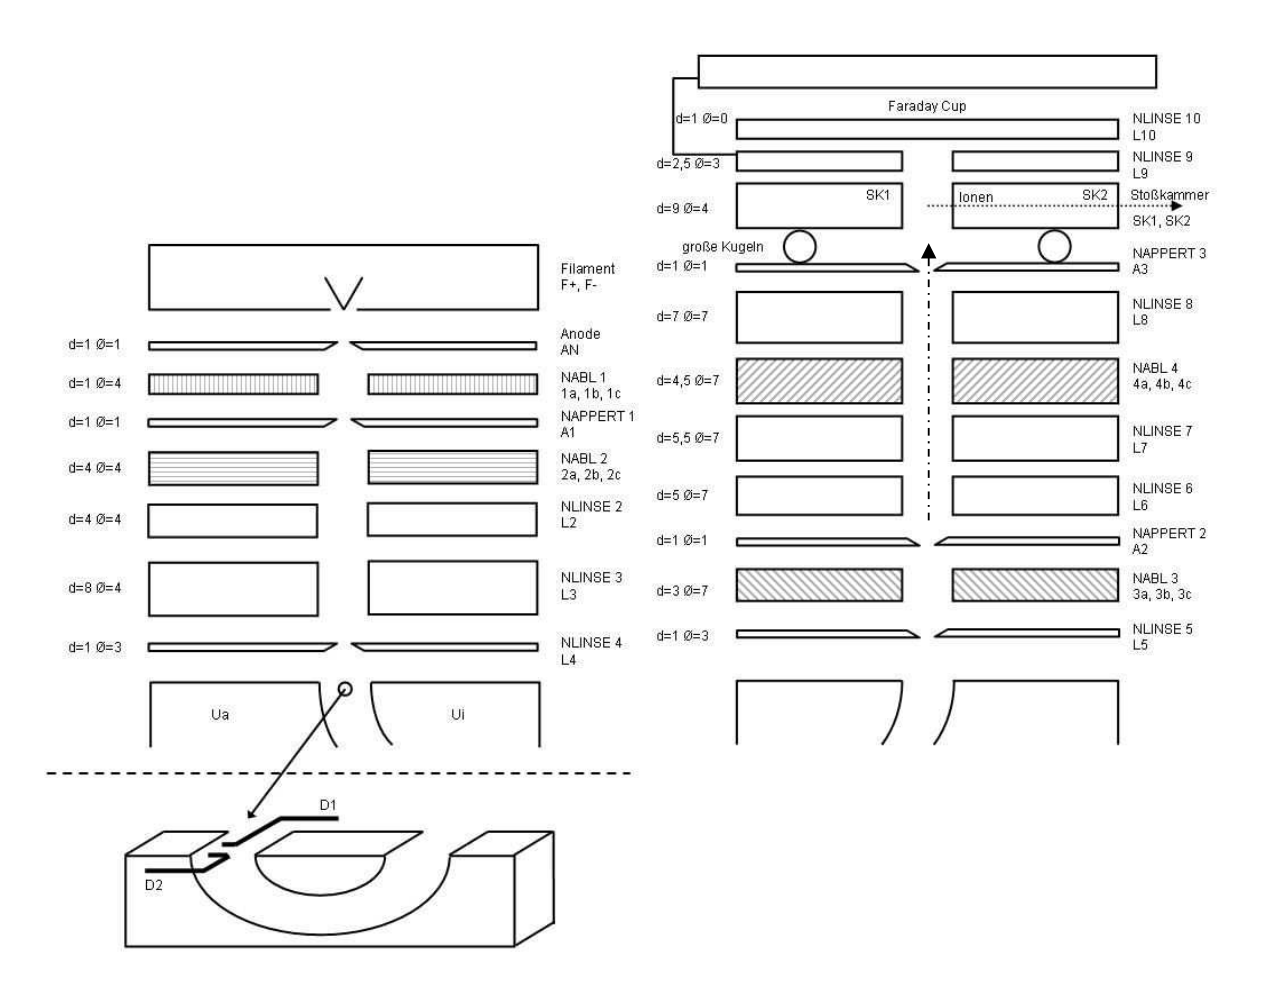 Filament
F+, F-
d=1 Ø=1
Anode
AN
d=1 Ø=4
NABL 1
1a, 1b, 1c
d=1 Ø=1
NAPPERT 1
A1
d=4 Ø=4
NABL 2
2a, 2b, 2c
d=4 Ø=4
NLINSE 2
L2
d=8 Ø=4
NLINSE 3
L3
d=1 Ø=3
NLINSE 4
L4
Ua
Ui
D1
D2
Faraday Cup
d=1 Ø=0
NLINSE 10
L10
d=2,5 Ø=3
NLINSE 9
L9
d=9 Ø=4
SK1
Ionen
SK2
Stoßkammer
SK1, SK2
große Kugeln
d=1 Ø=1
NAPPERT 3
A3
d=7 Ø=7
NLINSE 8
L8
d=4,5 Ø=7
NABL 4
4a, 4b, 4c
d=5,5 Ø=7
NLINSE 7
L7
d=5 Ø=7
NLINSE 6
L6
d=1 Ø=1
NAPPERT 2
A2
d=3 Ø=7
NABL 3
3a, 3b, 3c
d=1 Ø=3
NLINSE 5
L5